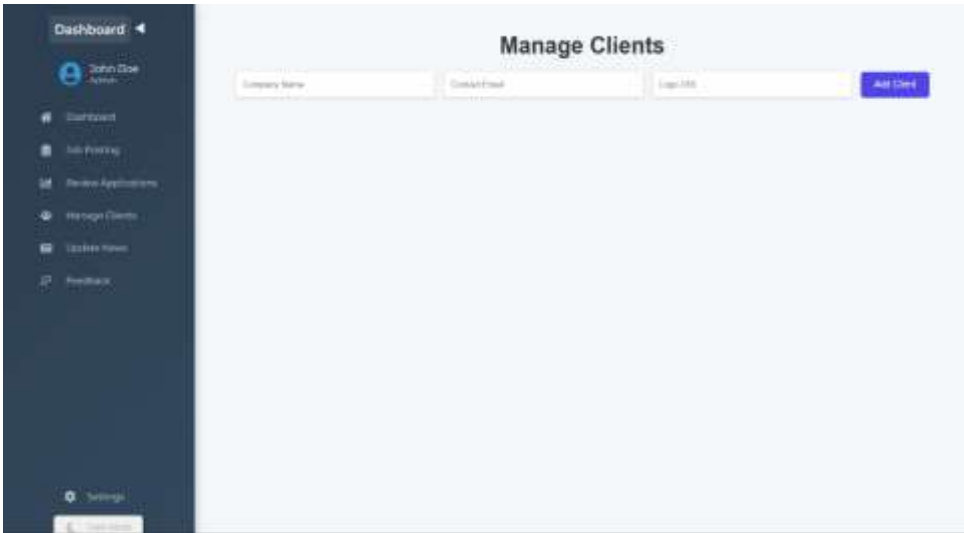 Dashboard
John Doe
Admin
Dashboard
Job Posting
Review Applications
Manage Clients
Update News
Feedback
Settings
Manage Clients
Company Name
Contact Email
Logo URL
Add Client